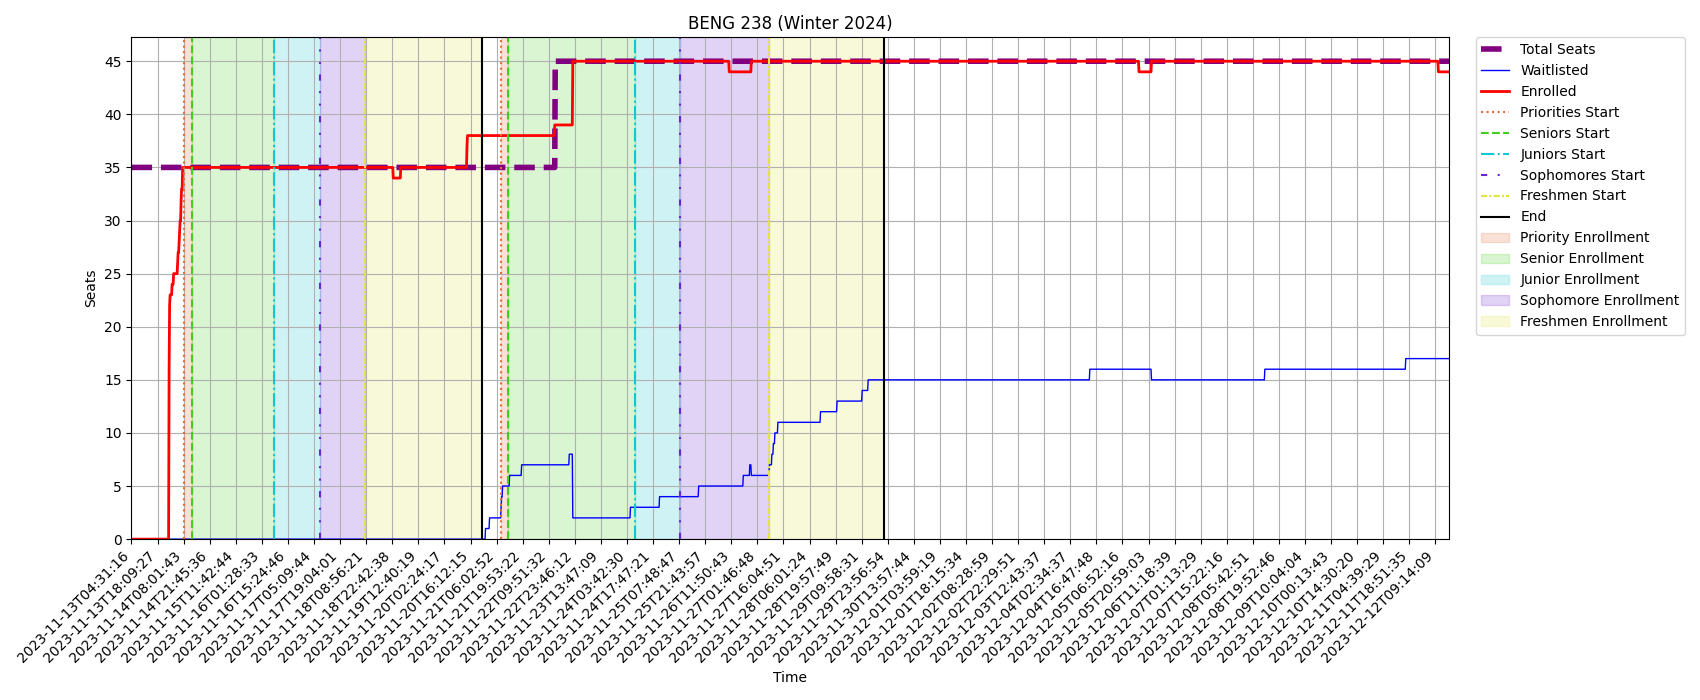 BENG 238 (Winter 2024)
Seats
45
40
35
30
25
20
15
10
5
0
2023-11-13T04:31:16
2023-11-13T18:09:27
2023-11-14T08:01:43
2023-11-14T21:45:36
2023-11-15T11:42:44
2023-11-16T01:28:33
2023-11-16T15:24:46
2023-11-17T05:09:44
2023-11-17T19:04:01
2023-11-18T08:56:21
2023-11-18T22:42:38
2023-11-19T12:40:19
2023-11-20T02:24:17
2023-11-20T16:12:15
2023-11-21T06:02:52
2023-11-21T19:53:22
2023-11-22T09:51:32
2023-11-22T23:46:12
2023-11-23T13:47:09
2023-11-24T03:42:30
2023-11-24T17:47:21
2023-11-25T07:48:47
2023-11-25T21:43:57
2023-11-26T11:50:43
2023-11-27T01:46:48
2023-11-27T16:04:51
2023-11-28T06:01:24
2023-11-28T19:57:49
2023-11-29T09:58:31
2023-11-29T23:56:54
2023-11-30T13:57:44
2023-12-01T03:59:19
2023-12-01T18:15:34
2023-12-02T08:28:59
2023-12-02T22:29:51
2023-12-03T12:43:37
2023-12-04T02:34:37
2023-12-04T16:47:48
2023-12-05T06:52:16
2023-12-05T20:59:03
2023-12-06T11:18:39
2023-12-07T01:13:29
2023-12-07T15:22:16
2023-12-08T05:42:51
2023-12-08T19:52:46
2023-12-09T10:04:04
2023-12-10T00:13:43
2023-12-10T14:30:20
2023-12-11T04:39:29
2023-12-11T18:51:35
2023-12-12T09:14:09
Time
Total Seats
Waitlisted
Enrolled
Priorities Start
Seniors Start
Juniors Start
Sophomores Start
Freshmen Start
End
Priority Enrollment
Senior Enrollment
Junior Enrollment
Sophomore Enrollment
Freshmen Enrollment